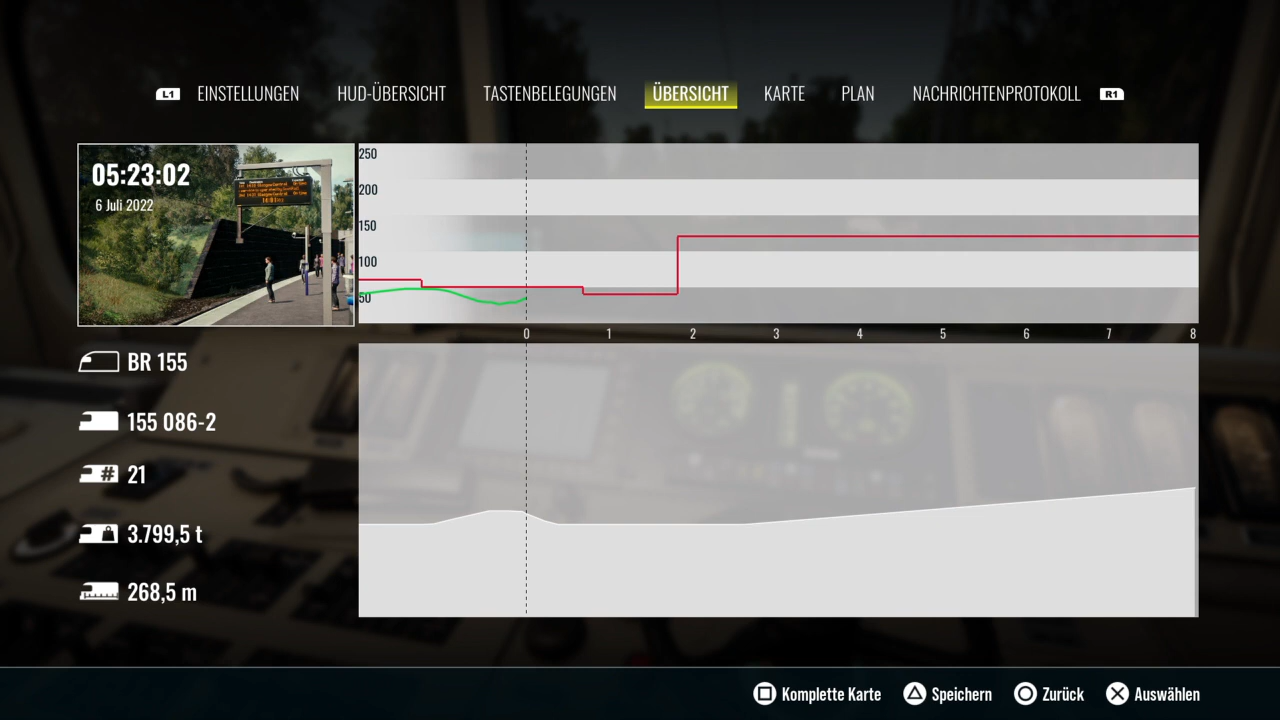 L1 EINSTELLUNGEN HUD-ÜBERSICHT TASTENBELEGUNGEN ÜBERSICHT KARTE PLAN NACHRICHTENPROTOKOLL R1
05:23:02
6 Juli 2022
250
200
150
100
50
0 1 2 3 4 5 6 7 8
BR 155
155 086-2
# 21
3.799,5 t
268,5 m
Komplette Karte Speichern Zurück Auswählen